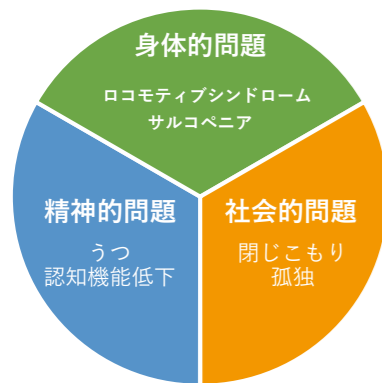 身体的問題
ロコモティブシンドローム
サルコペニア
精神的問題
うつ
認知機能低下
社会的問題
閉じこもり
孤独